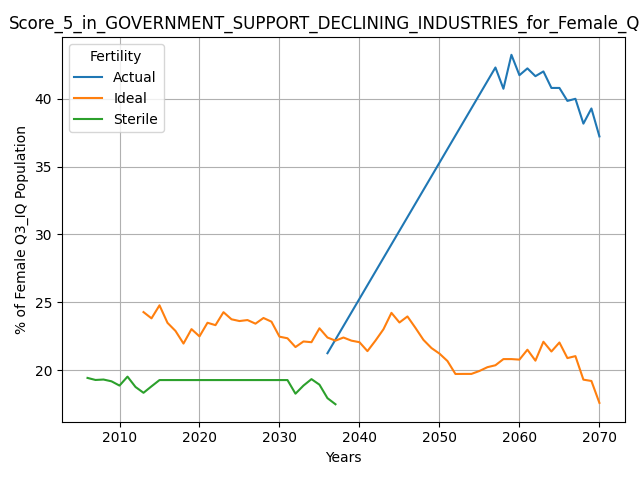 Score_5_in_GOVERNMENT_SUPPORT_DECLINING_INDUSTRIES_for_Female_Q
Fertility
Actual
Ideal
Sterile
% of Female Q3_IQ Population
40
35
30
25
20
2010 2020 2030 2040 2050 2060 2070
Years